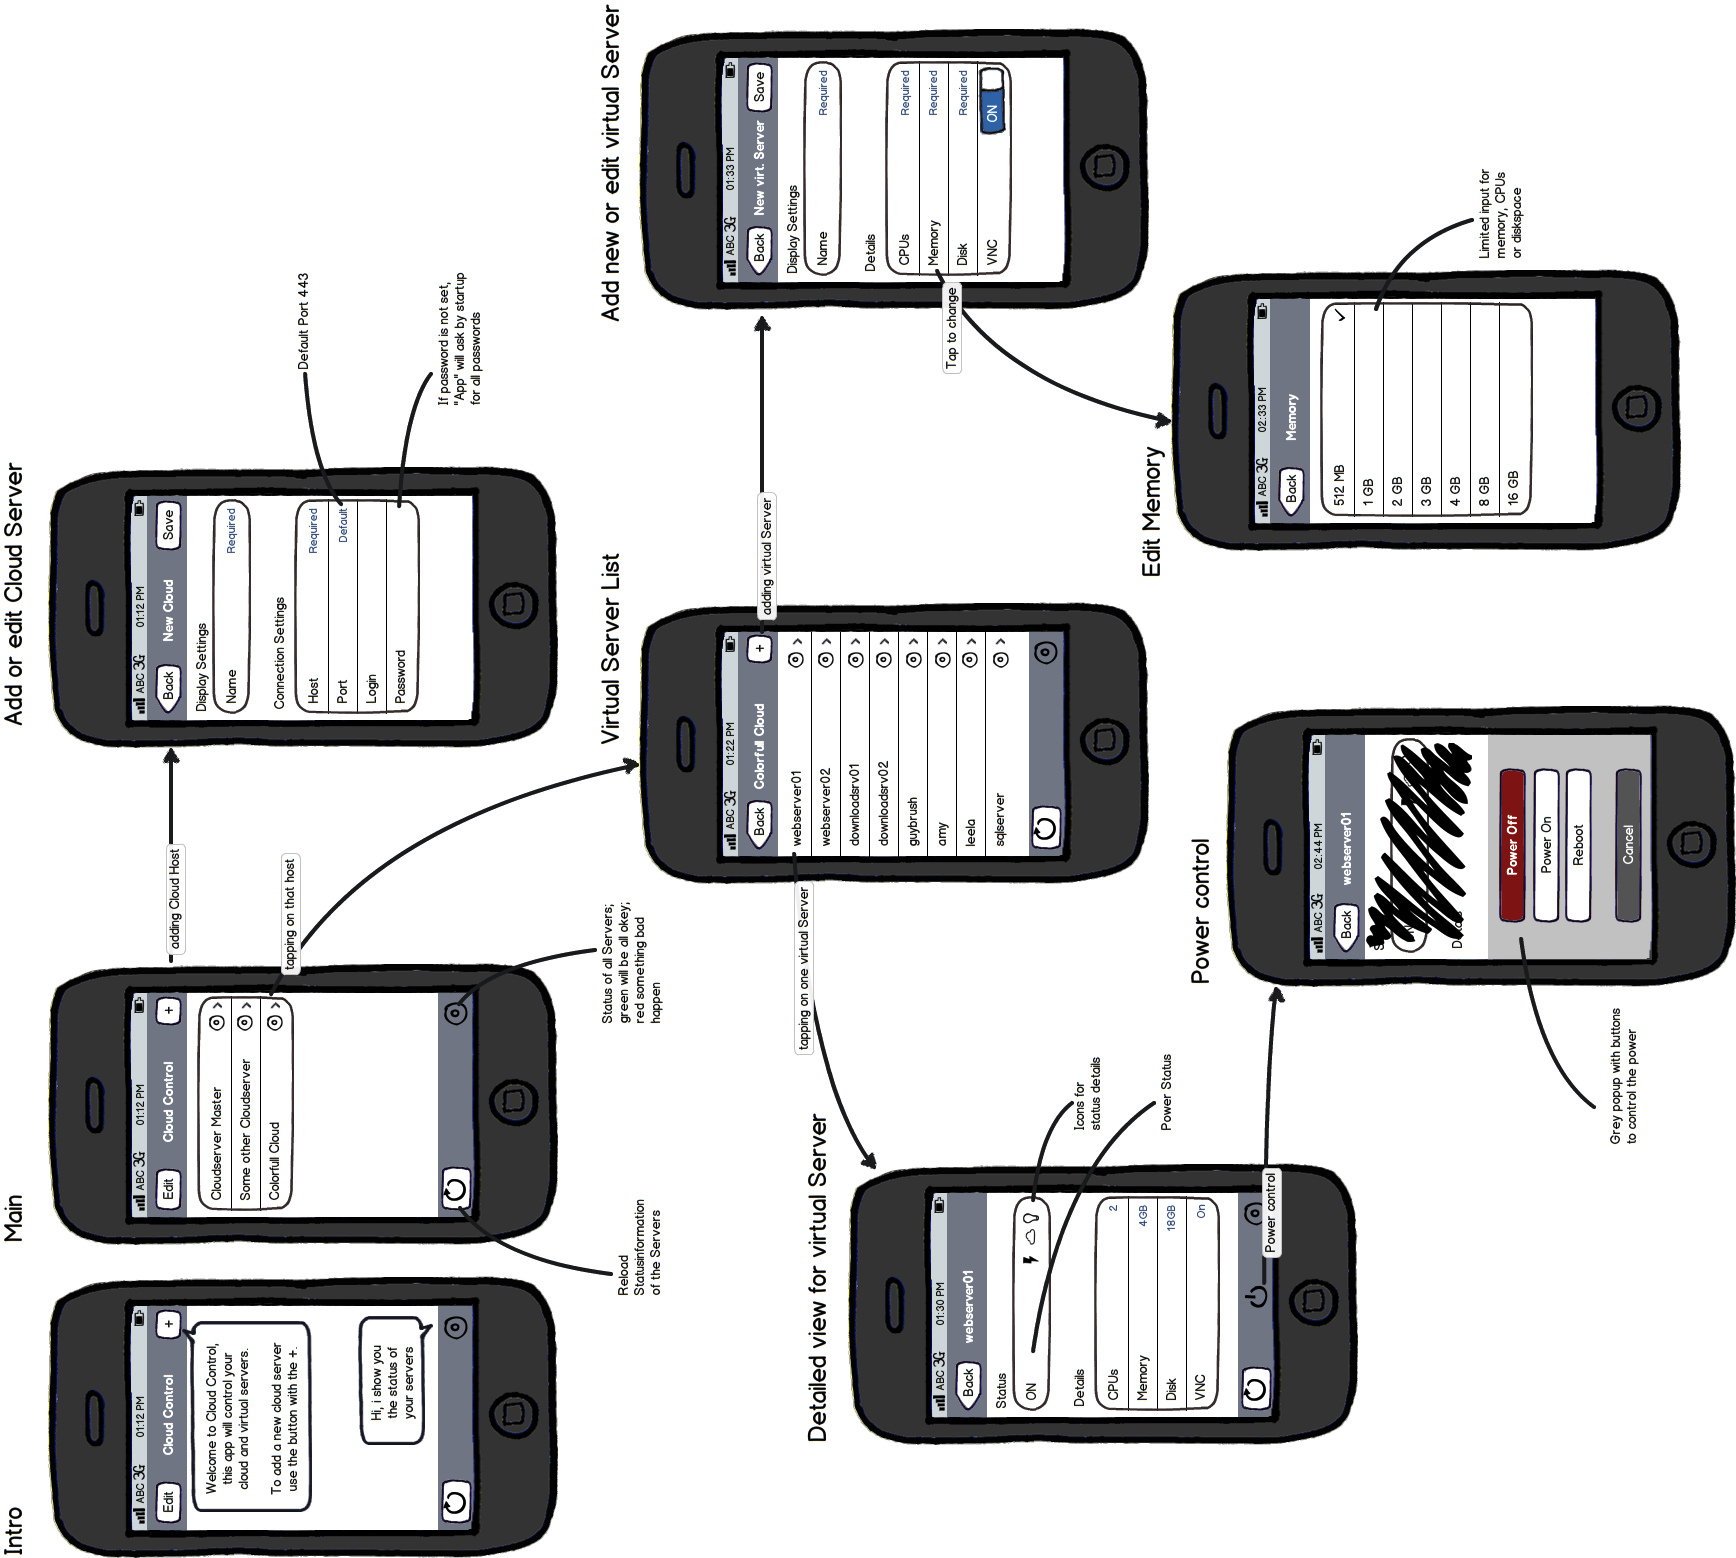 Intro
ABC 3G
01:12 PM
Edit
Cloud Control
+
Welcome to Cloud Control,
this app will control your
cloud and virtual servers.
To add a new cloud server
use the button with the +.
Hi, i show you
the status of
your servers
Main
ABC 3G
01:12 PM
Edit
Cloud Control
+
Cloudserver Master
Some other Cloudserver
Colorfull Cloud
Reload
Statusinformation
of the Servers
Status of all Servers;
green will be all okey;
red something bad
happen
adding Cloud Host
tapping on that host
Add or edit Cloud Server
ABC 3G
01:12 PM
Back
New Cloud
Save
Display Settings
Name
Required
Connection Settings
Host
Required
Port
Default
Login
Password
Default Port 443
If password is not set,
"App" will ask by startup
for all passwords
Virtual Server List
ABC 3G
01:22 PM
Back
Colorfull Cloud
+
webserver01
webserver02
downloadsrv01
downloadsrv02
guybrush
amy
leela
sqlserver
adding virtual Server
tapping on one virtual Server
Add new or edit virtual Server
ABC 3G
01:33 PM
Back
New virt. Server
Save
Display Settings
Name
Required
Details
CPUs
Required
Memory
Required
Disk
Required
VNC
ON
Tap to change
Detailed view for virtual Server
ABC 3G
01:30 PM
Back
webserver01
Status
ON
Details
CPUs
2
Memory
4GB
Disk
18GB
VNC
On
Icons for
status details
Power Status
Power control
Power control
ABC 3G
02:44 PM
Back
webserver01
Power Off
Power On
Reboot
Cancel
Grey popup with buttons
to control the power
Edit Memory
ABC 3G
02:33 PM
Back
Memory
512 MB
1 GB
2 GB
3 GB
4 GB
8 GB
16 GB
Limited input for
memory, CPUs
or diskspace